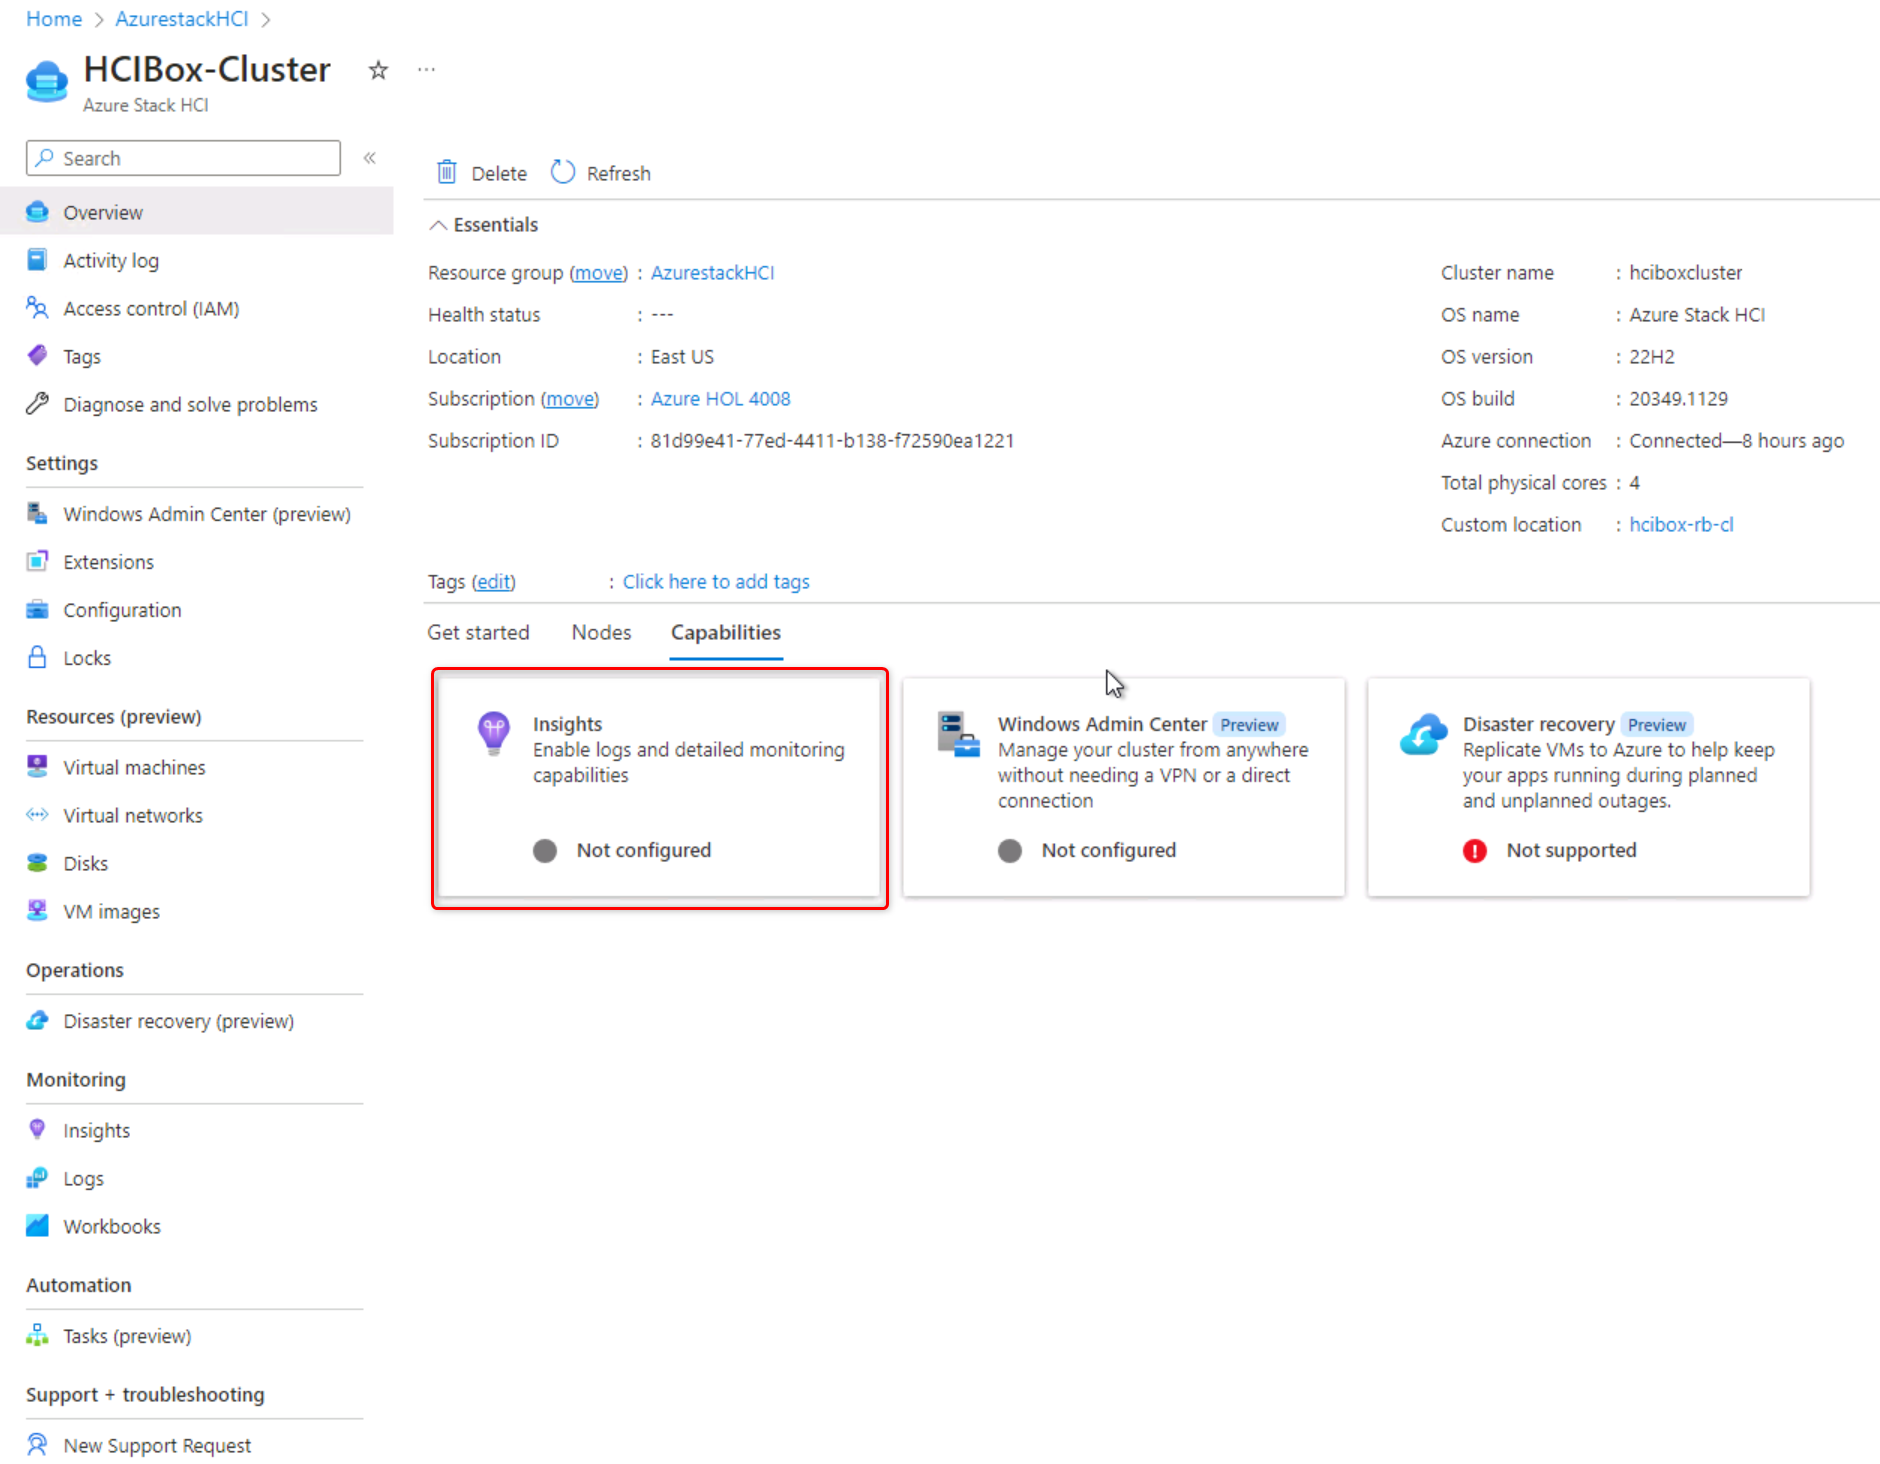 Home > AzurestackHCI >
HCIBox-Cluster ...
Azure Stack HCI
Search «
Overview
Activity log
Access control (IAM)
Tags
Diagnose and solve problems
Settings
Windows Admin Center (preview)
Extensions
Configuration
Locks
Resources (preview)
Virtual machines
Virtual networks
Disks
VM images
Operations
Disaster recovery (preview)
Monitoring
Insights
Logs
Workbooks
Automation
Tasks (preview)
Support + troubleshooting
New Support Request
Delete Refresh
Essentials
Resource group (move) : AzurestackHCI
Health status : ---
Location : East US
Subscription (move) : Azure HOL 4008
Subscription ID : 81d99e41-77ed-4411-b138-f72590ea1221
Cluster name : hciboxcluster
OS name : Azure Stack HCI
OS version : 22H2
OS build : 20349.1129
Azure connection : Connected—8 hours ago
Total physical cores : 4
Custom location : hcibox-rb-cl
Tags (edit) : Click here to add tags
Get started Nodes Capabilities
Insights
Enable logs and detailed monitoring
capabilities
Not configured
Windows Admin Center Preview
Manage your cluster from anywhere
without needing a VPN or a direct
connection
Not configured
Disaster recovery Preview
Replicate VMs to Azure to help keep
your apps running during planned
and unplanned outages.
Not supported